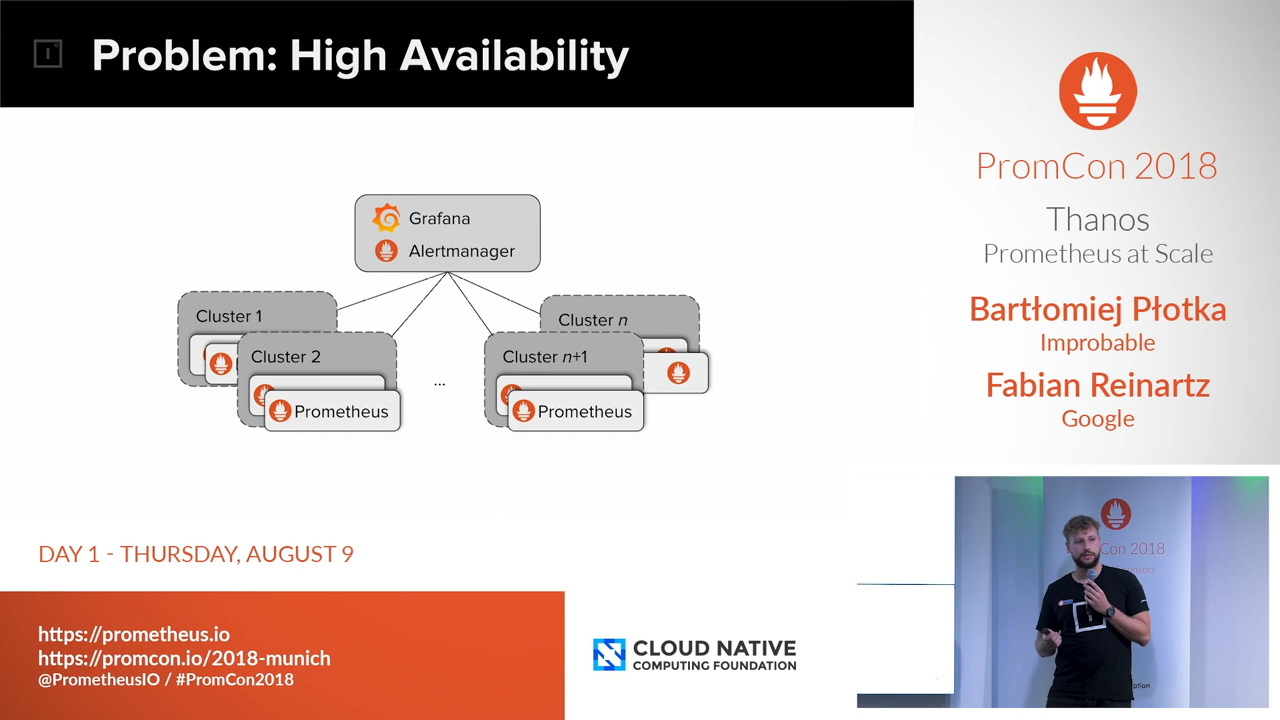 Problem: High Availability
Grafana
Alertmanager
Cluster 1
Cluster n
Cluster 2
Cluster n+1
...
Prometheus
Prometheus
DAY 1 - THURSDAY, AUGUST 9
https://prometheus.io
https://promcon.io/2018-munich
@PrometheusIO / #PromCon2018
CLOUD NATIVE
COMPUTING FOUNDATION
PromCon 2018
Thanos
Prometheus at Scale
Bartłomiej Płotka
Improbable
Fabian Reinartz
Google
Con 2018